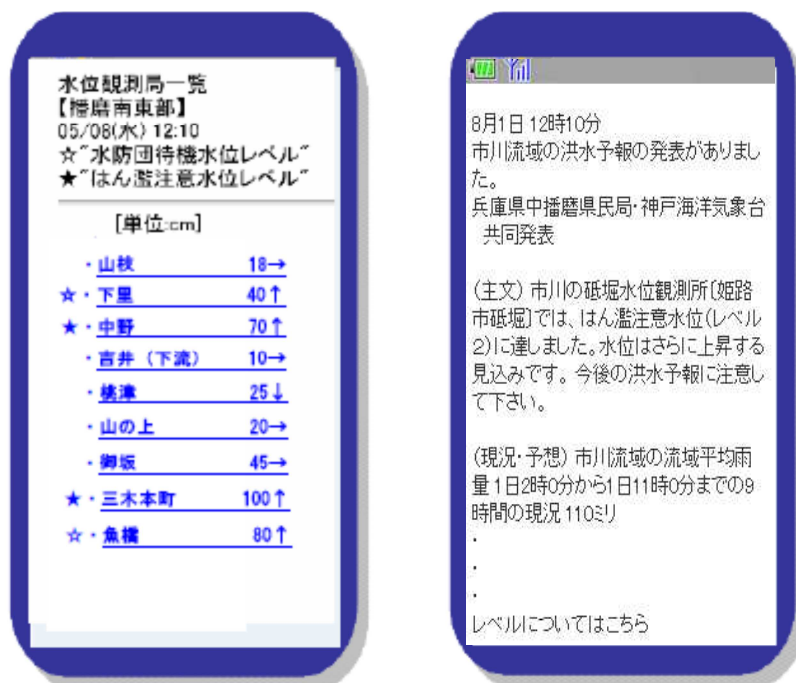 水位観測局一覧
【播磨南東部】
05/08(水) 12:10
☆"水防団待機水位レベル"
★"はん濫注意水位レベル"
[単位:cm]
・山枝 18→
☆・下里 40↑
★・中野 70↑
・吉井 (下流) 10→
・桃津 25↓
・山の上 20→
・御坂 45→
★・三木本町 100↑
☆・魚橋 80↑
8月1日 12時10分
市川流域の洪水予報の発表がありまし
た。
兵庫県中播磨県民局・神戸海洋気象台
共同発表
(主文) 市川の砥堀水位観測所〔姫路
市砥堀〕では、はん濫注意水位(レベル
2)に達しました。水位はさらに上昇する
見込みです。今後の洪水予報に注意し
て下さい。
(現況・予想) 市川流域の流域平均雨
量 1日2時0分から1日11時0分までの9
時間の現況 110ミリ
・
・
・
レベルについてはこちら